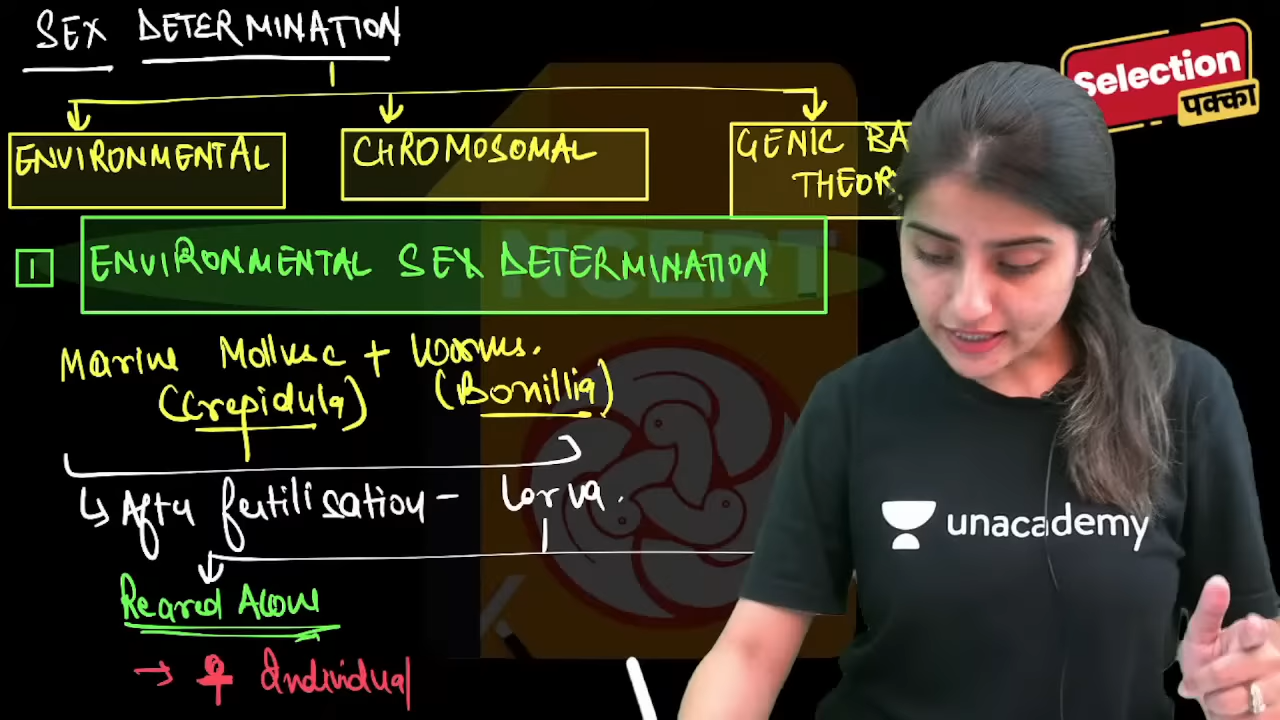 SEX DETERMINATION
Selection
पक्का
ENVIRONMENTAL
CHROMOSOMAL
GENIC BA
THEOR
1 ENVIRONMENTAL SEX DETERMINATION
NCERT
Marine Mollusc + worms.
(Crepidula) (Bonillia)
↳ After fertilisation - larva.
unacademy
Reared Alone
→ ♀ Individual